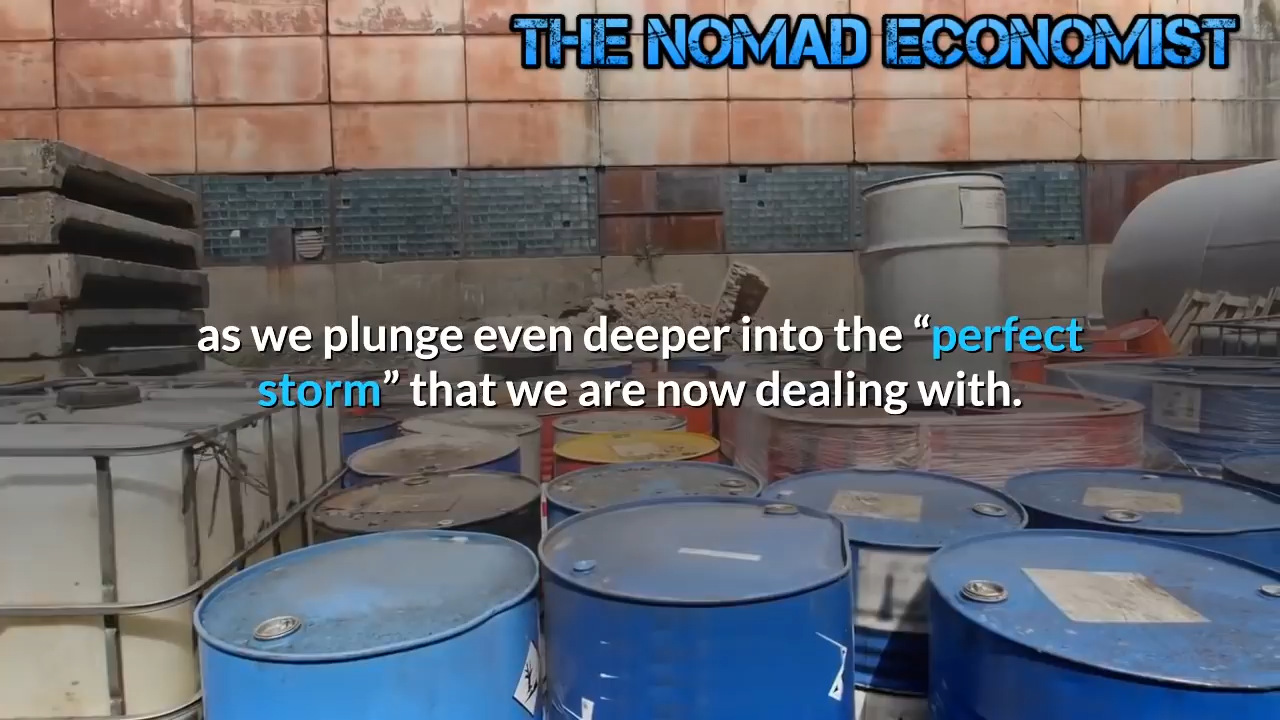 THE NOMAD ECONOMIST
as we plunge even deeper into the “perfect
storm” that we are now dealing with.